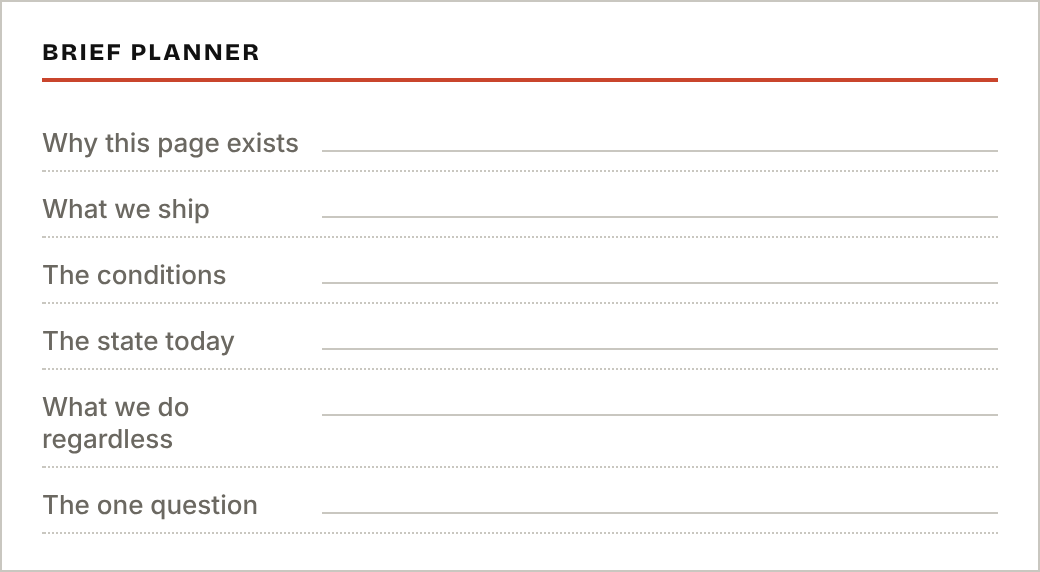 BRIEF PLANNER
Why this page exists
What we ship
The conditions
The state today
What we do
regardless
The one question